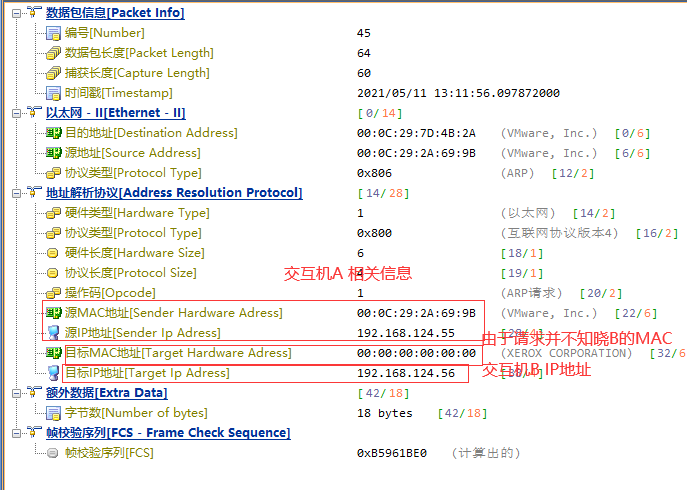 数据包信息[Packet Info]
编号[Number] 45
数据包长度[Packet Length] 64
捕获长度[Capture Length] 60
时间戳[Timestamp] 2021/05/11 13:11:56.097872000
以太网 - II[Ethernet - II] [0/14]
目的地址[Destination Address] 00:0C:29:7D:4B:2A (VMware, Inc.) [0/6]
源地址[Source Address] 00:0C:29:2A:69:9B (VMware, Inc.) [6/6]
协议类型[Protocol Type] 0x806 (ARP) [12/2]
地址解析协议[Address Resolution Protocol] [14/28]
硬件类型[Hardware Type] 1 (以太网) [14/2]
协议类型[Protocol Type] 0x800 (互联网协议版本4) [16/2]
硬件长度[Hardware Size] 6 [18/1]
协议长度[Protocol Size] 4 [19/1]
交互机A 相关信息
操作码[Opcode] 1 (ARP请求) [20/2]
源MAC地址[Sender Hardware Adress] 00:0C:29:2A:69:9B (VMware, Inc.) [22/6]
源IP地址[Sender Ip Adress] 192.168.124.55
由于请求并不知晓B的MAC
目标MAC地址[Target Hardware Adress] 00:00:00:00:00:00 (XEROX CORPORATION) [32/6
目标IP地址[Target Ip Adress] 192.168.124.56
交互机B IP地址
额外数据[Extra Data] [42/18]
字节数[Number of bytes] 18 bytes [42/18]
帧校验序列[FCS - Frame Check Sequence]
帧校验序列[FCS] 0xB5961BE0 (计算出的)